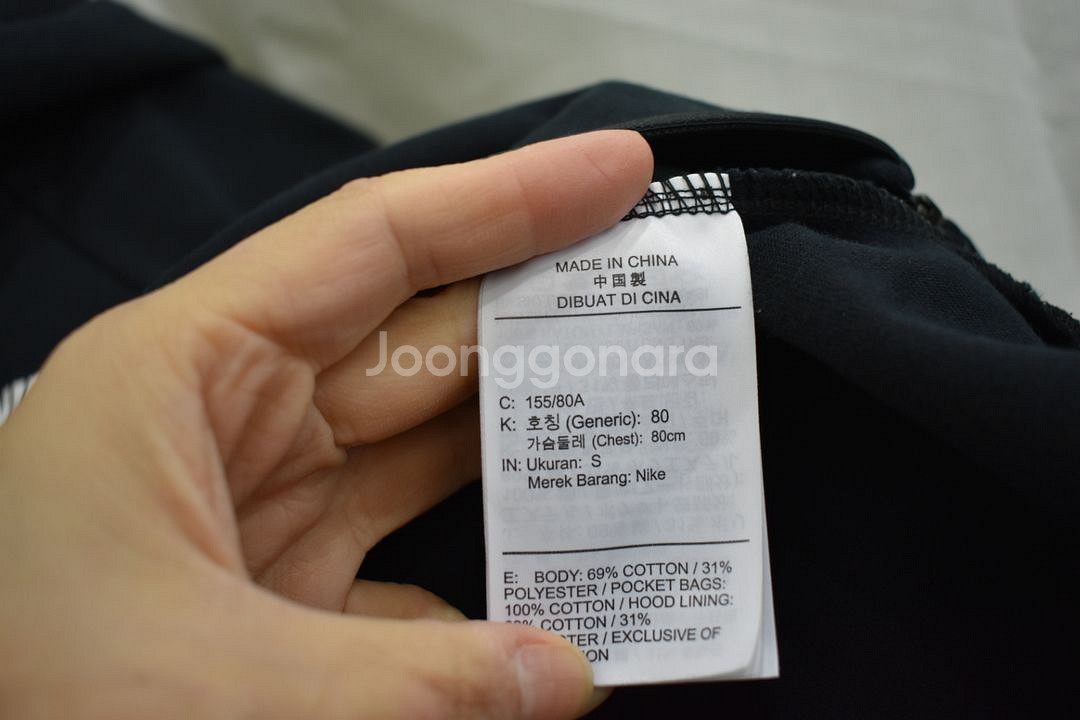 MADE IN CHINA
中国製
DIBUAT DI CINA
Joonggonara
C: 155/80A
K: 호칭 (Generic): 80
가슴둘레 (Chest): 80cm
IN: Ukuran: S
Merek Barang: Nike
E: BODY: 69% COTTON / 31%
POLYESTER / POCKET BAGS:
100% COTTON / HOOD LINING:
COTTON / 31%
/ EXCLUSIVE OF